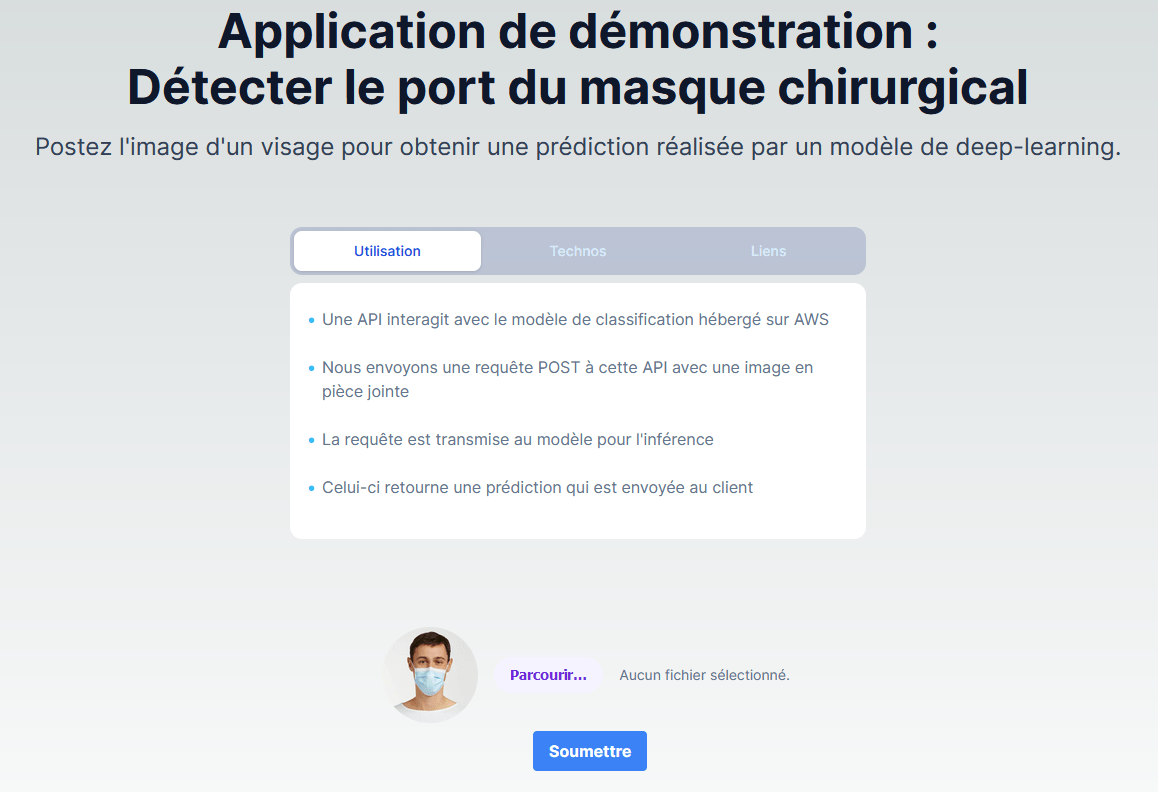 Application de démonstration :
Détecter le port du masque chirurgical
Postez l'image d'un visage pour obtenir une prédiction réalisée par un modèle de deep-learning.
Utilisation
Technos
Liens
Une API interagit avec le modèle de classification hébergé sur AWS
Nous envoyons une requête POST à cette API avec une image en
pièce jointe
La requête est transmise au modèle pour l'inférence
Celui-ci retourne une prédiction qui est envoyée au client
Parcourir...
Aucun fichier sélectionné.
Soumettre